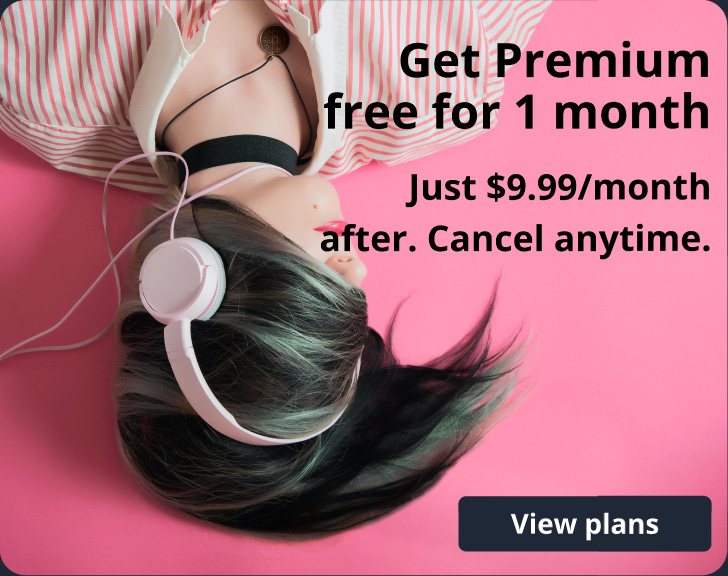 Get Premium
free for 1 month
Just $9.99/month
after. Cancel anytime.
View plans